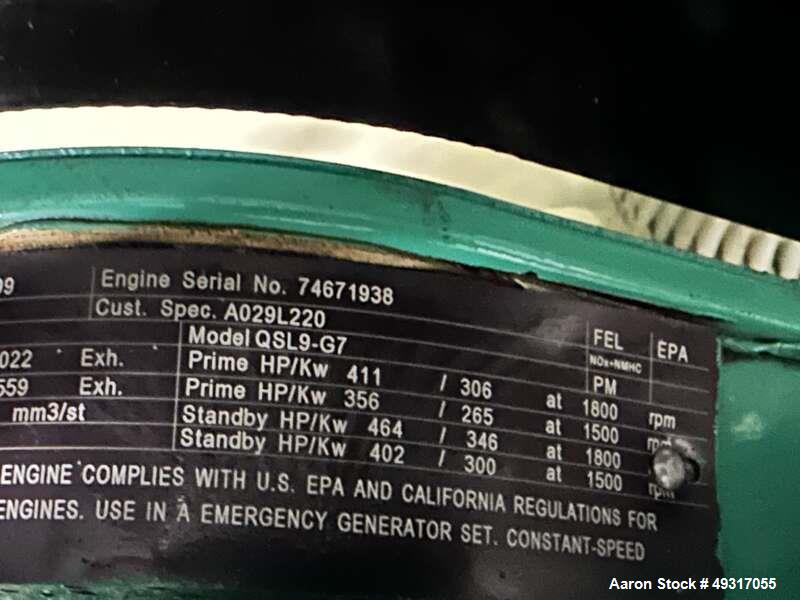 09 Engine Serial No. 74671938
Cust. Spec. A029L220
Model QSL9-G7 FEL EPA
NOx+NMHC
PM
022 Exh. Prime HP/Kw 411 / 306 at 1800 rpm
559 Exh. Prime HP/Kw 356 / 265 at 1500
mm3/st Standby HP/Kw 464 / 346 at 1800
Standby HP/Kw 402 / 300 at 1500
ENGINE COMPLIES WITH U.S. EPA AND CALIFORNIA REGULATIONS FOR
ENGINES. USE IN A EMERGENCY GENERATOR SET. CONSTANT-SPEED
Aaron Stock # 49317055